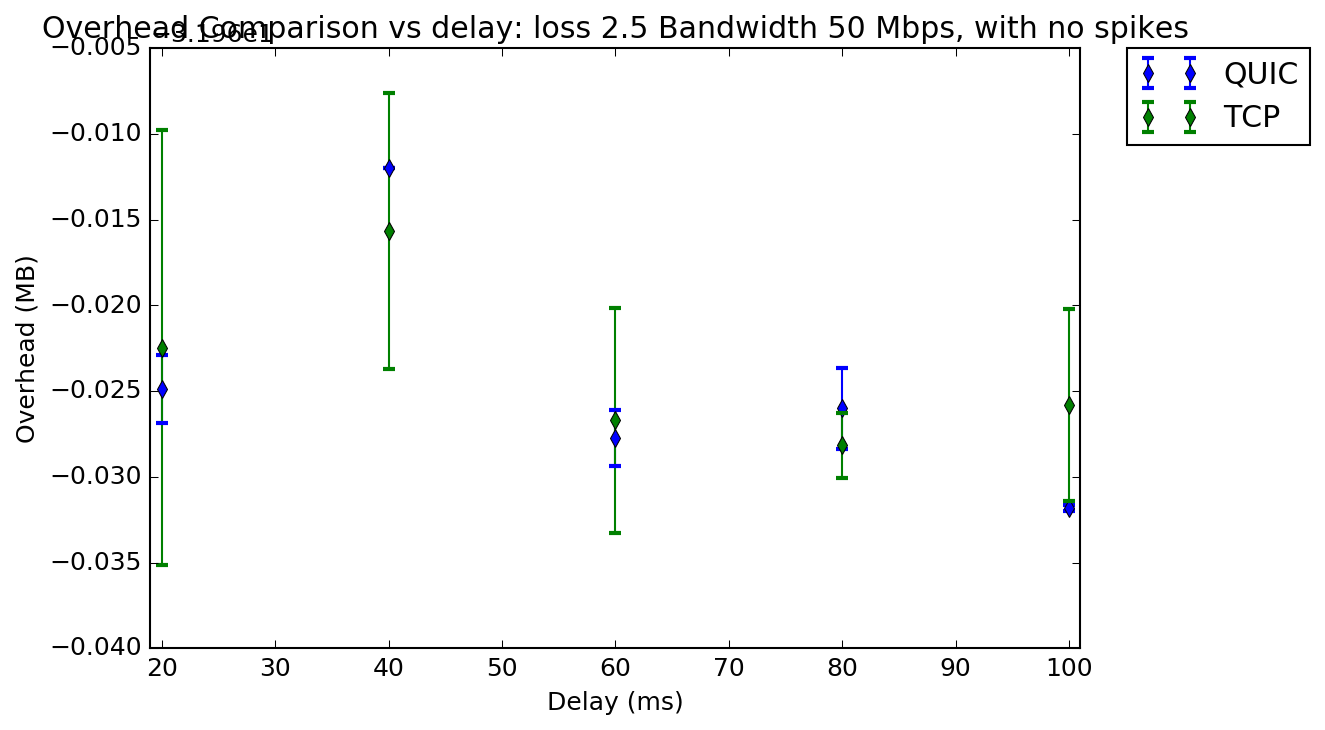 Overhead Comparison vs delay: loss 2.5 Bandwidth 50 Mbps, with no spikes
−3.196e1
−0.005
−0.010
−0.015
−0.020
−0.025
−0.030
−0.035
−0.040
Overhead (MB)
20 30 40 50 60 70 80 90 100
Delay (ms)
QUIC
TCP